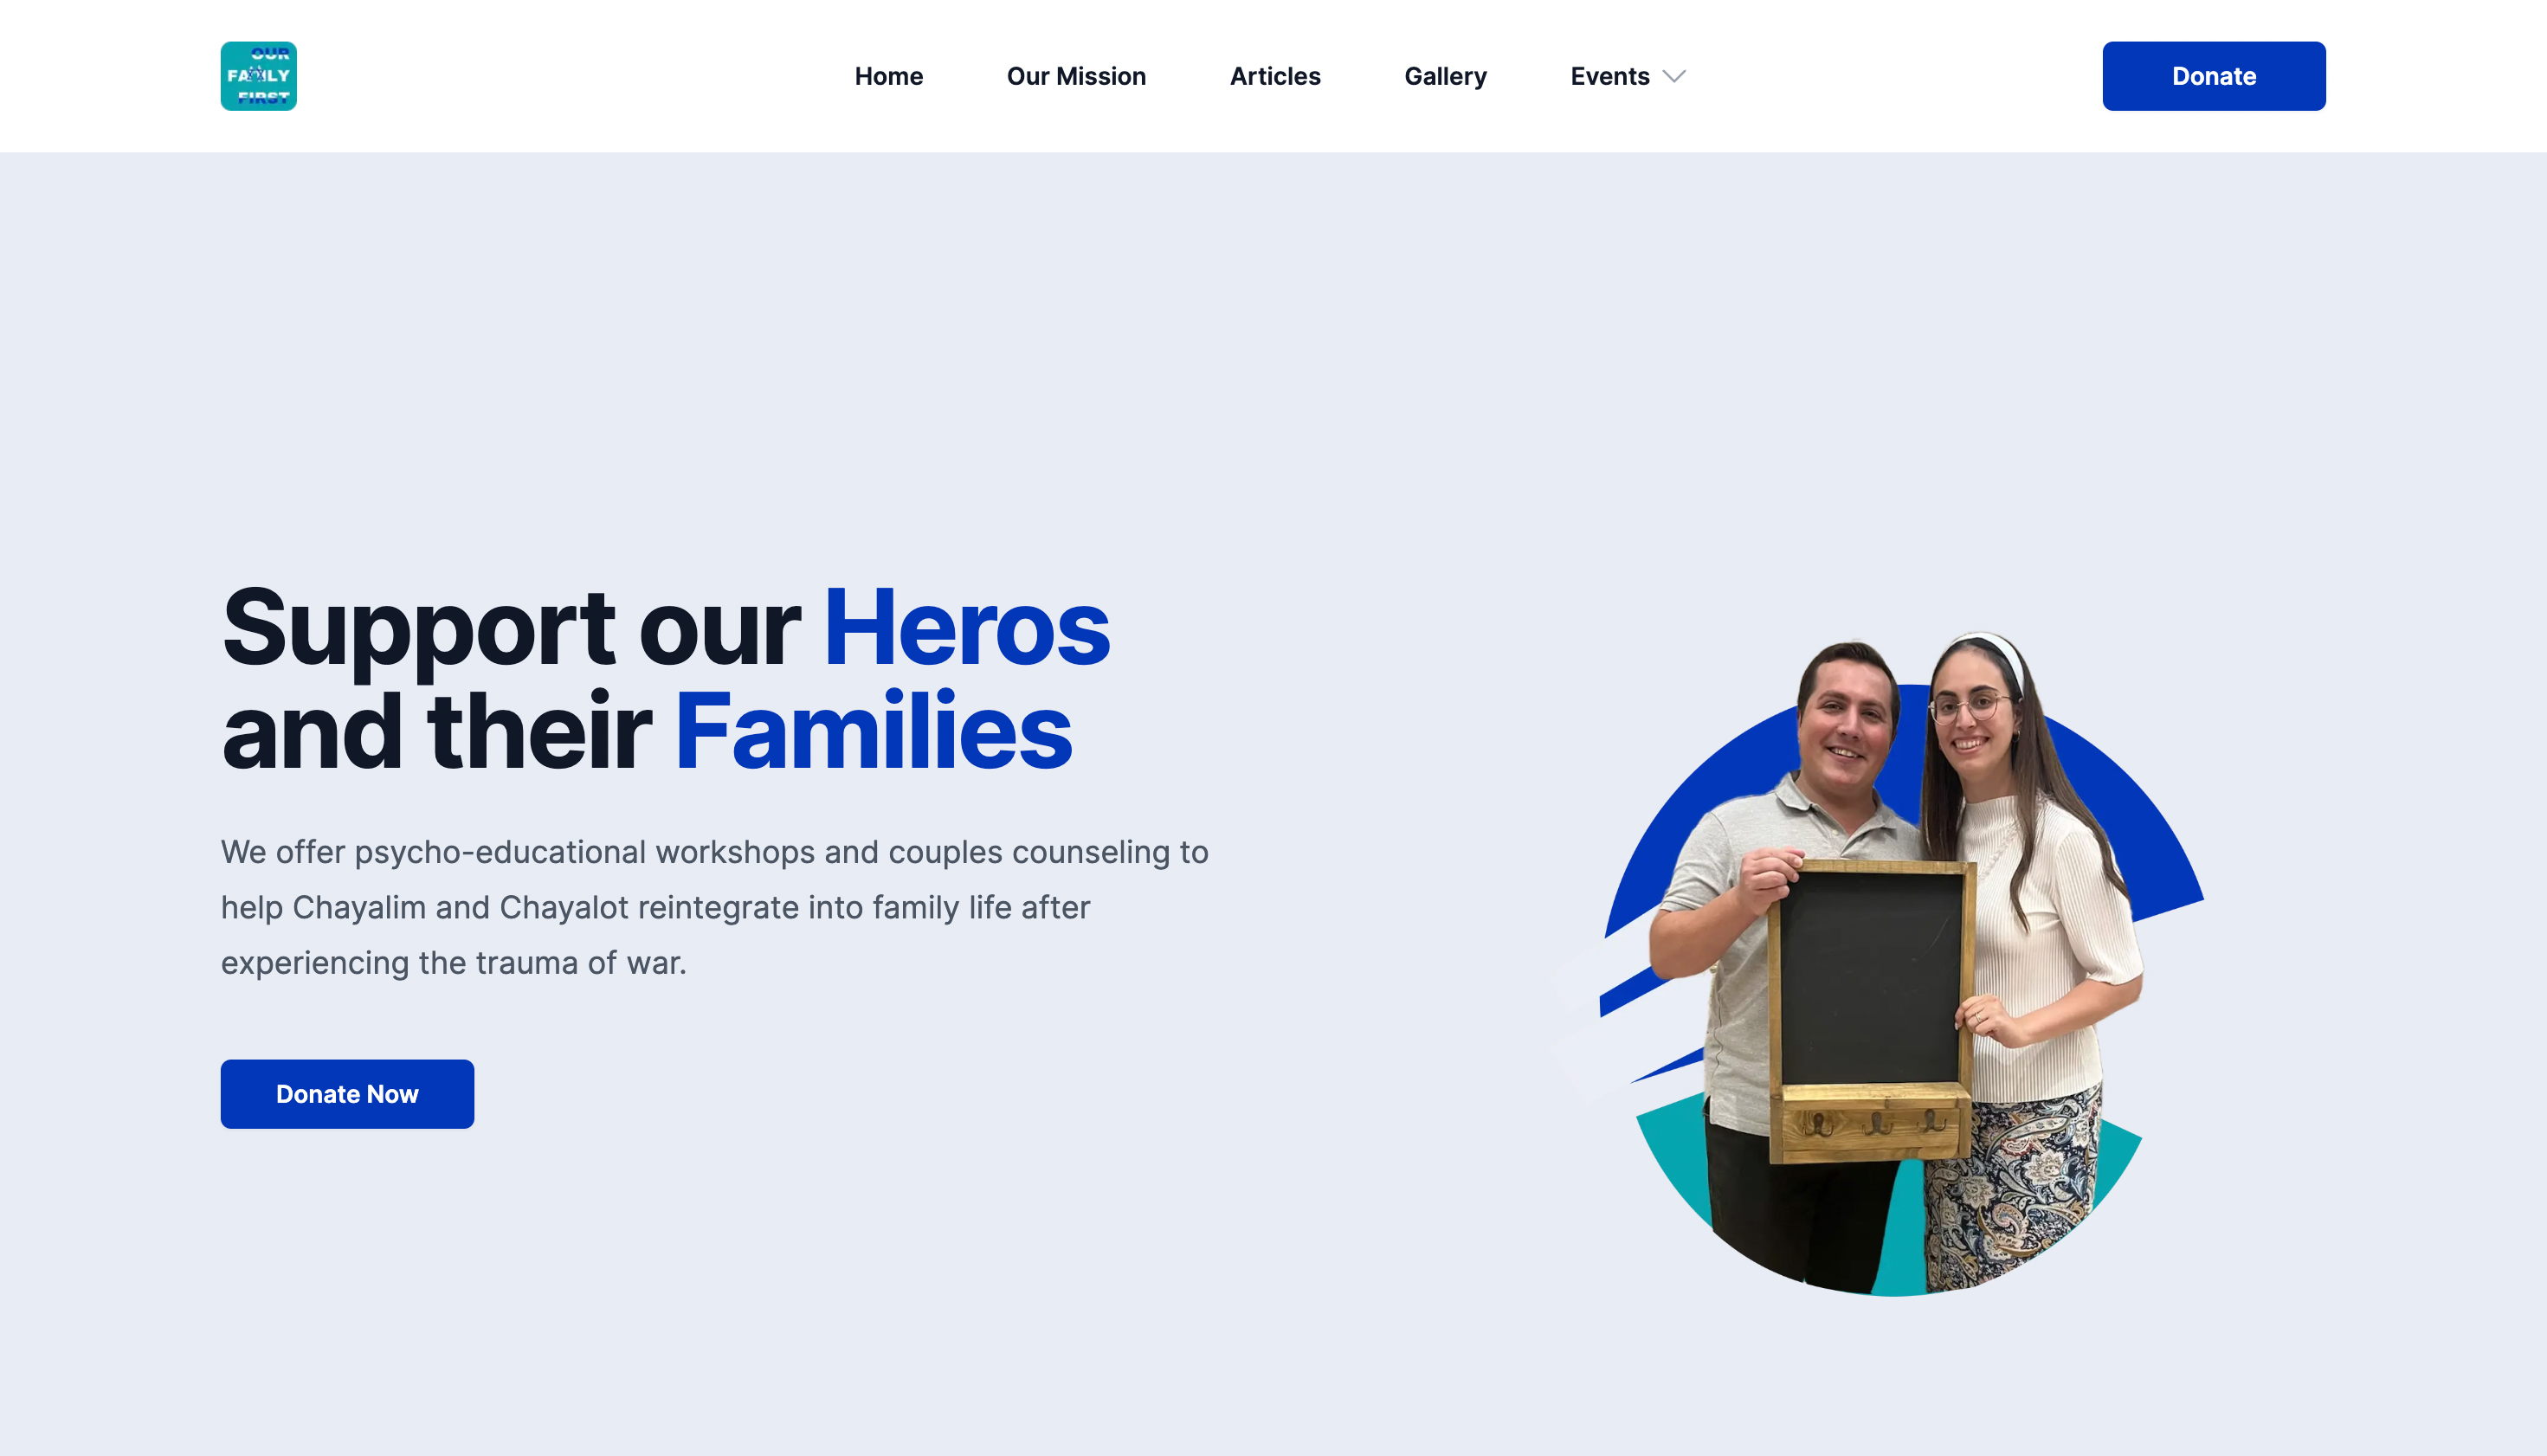 OUR
FAMILY
FIRST
Home
Our Mission
Articles
Gallery
Events
Donate
Support our Heros
and their Families
We offer psycho-educational workshops and couples counseling to
help Chayalim and Chayalot reintegrate into family life after
experiencing the trauma of war.
Donate Now